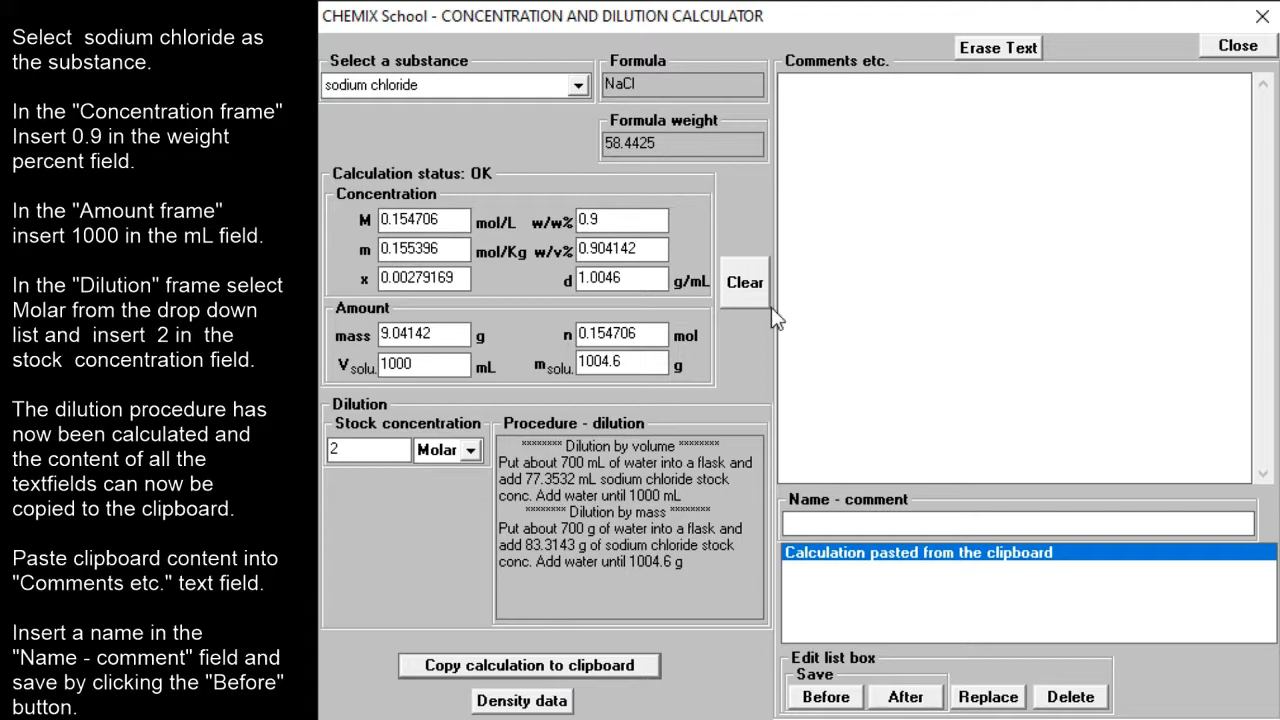 Select  sodium chloride as
the substance.
In the "Concentration frame"
Insert 0.9 in the weight
percent field.
In the "Amount frame"
insert 1000 in the mL field.
In the "Dilution" frame select
Molar from the drop down
list and  insert  2 in  the
stock  concentration field.
The dilution procedure has
now been calculated and
the content of all the
textfields can now be
copied to the clipboard.
Paste clipboard content into
"Comments etc." text field.
Insert a name in the
"Name - comment" field and
save by clicking the "Before"
button.
CHEMIX School - CONCENTRATION AND DILUTION CALCULATOR
Select a substance
sodium chloride
Formula
NaCl
Formula weight
58.4425
Calculation status: OK
Concentration
M 0.154706 mol/L w/w% 0.9
m 0.155396 mol/Kg w/v% 0.904142
x 0.00279169 d 1.0046 g/mL
Clear
Amount
mass 9.04142 g n 0.154706 mol
V solu. 1000 mL m solu. 1004.6 g
Dilution
Stock concentration
2 Molar
Procedure - dilution
******** Dilution by volume ********
Put about 700 mL of water into a flask and
add 77.3532 mL sodium chloride stock
conc. Add water until 1000 mL
******** Dilution by mass ********
Put about 700 g of water into a flask and
add 83.3143 g of sodium chloride stock
conc. Add water until 1004.6 g
Copy calculation to clipboard
Density data
Erase Text
Close
Comments etc.
Name - comment
Calculation pasted from the clipboard
Edit list box
Save
Before After Replace Delete